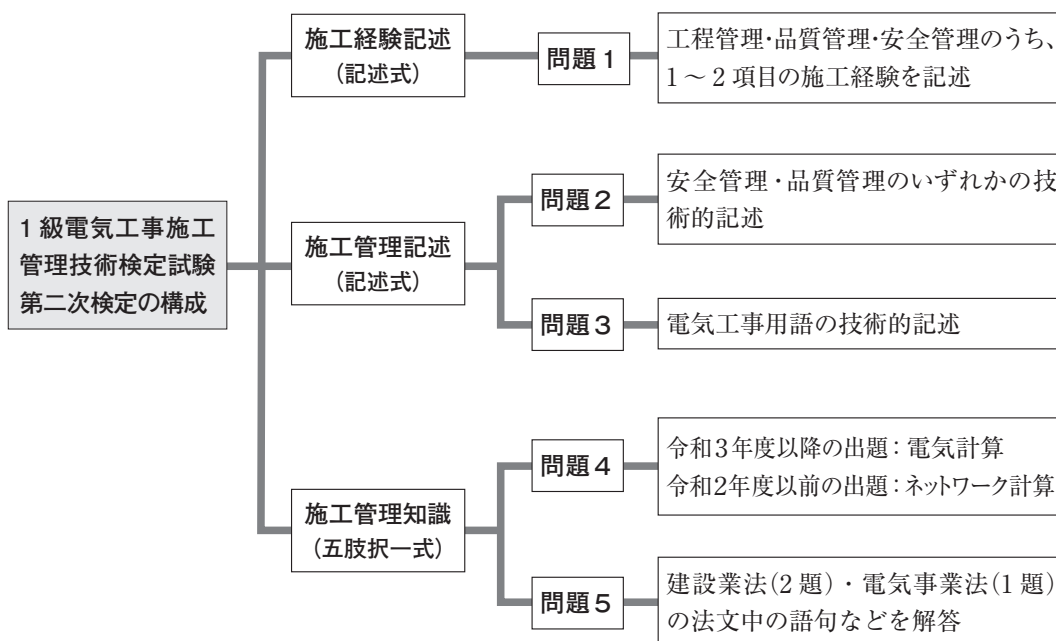 1級電気工事施工
管理技術検定試験
第二次検定の構成
施工経験記述
(記述式)
問題1
工程管理・品質管理・安全管理のうち、
1～2項目の施工経験を記述
施工管理記述
(記述式)
問題2
安全管理・品質管理のいずれかの技
術的記述
問題3
電気工事用語の技術的記述
施工管理知識
(五肢択一式)
問題4
令和3年度以降の出題：電気計算
令和2年度以前の出題：ネットワーク計算
問題5
建設業法(2題)・電気事業法(1題)
の法文中の語句などを解答